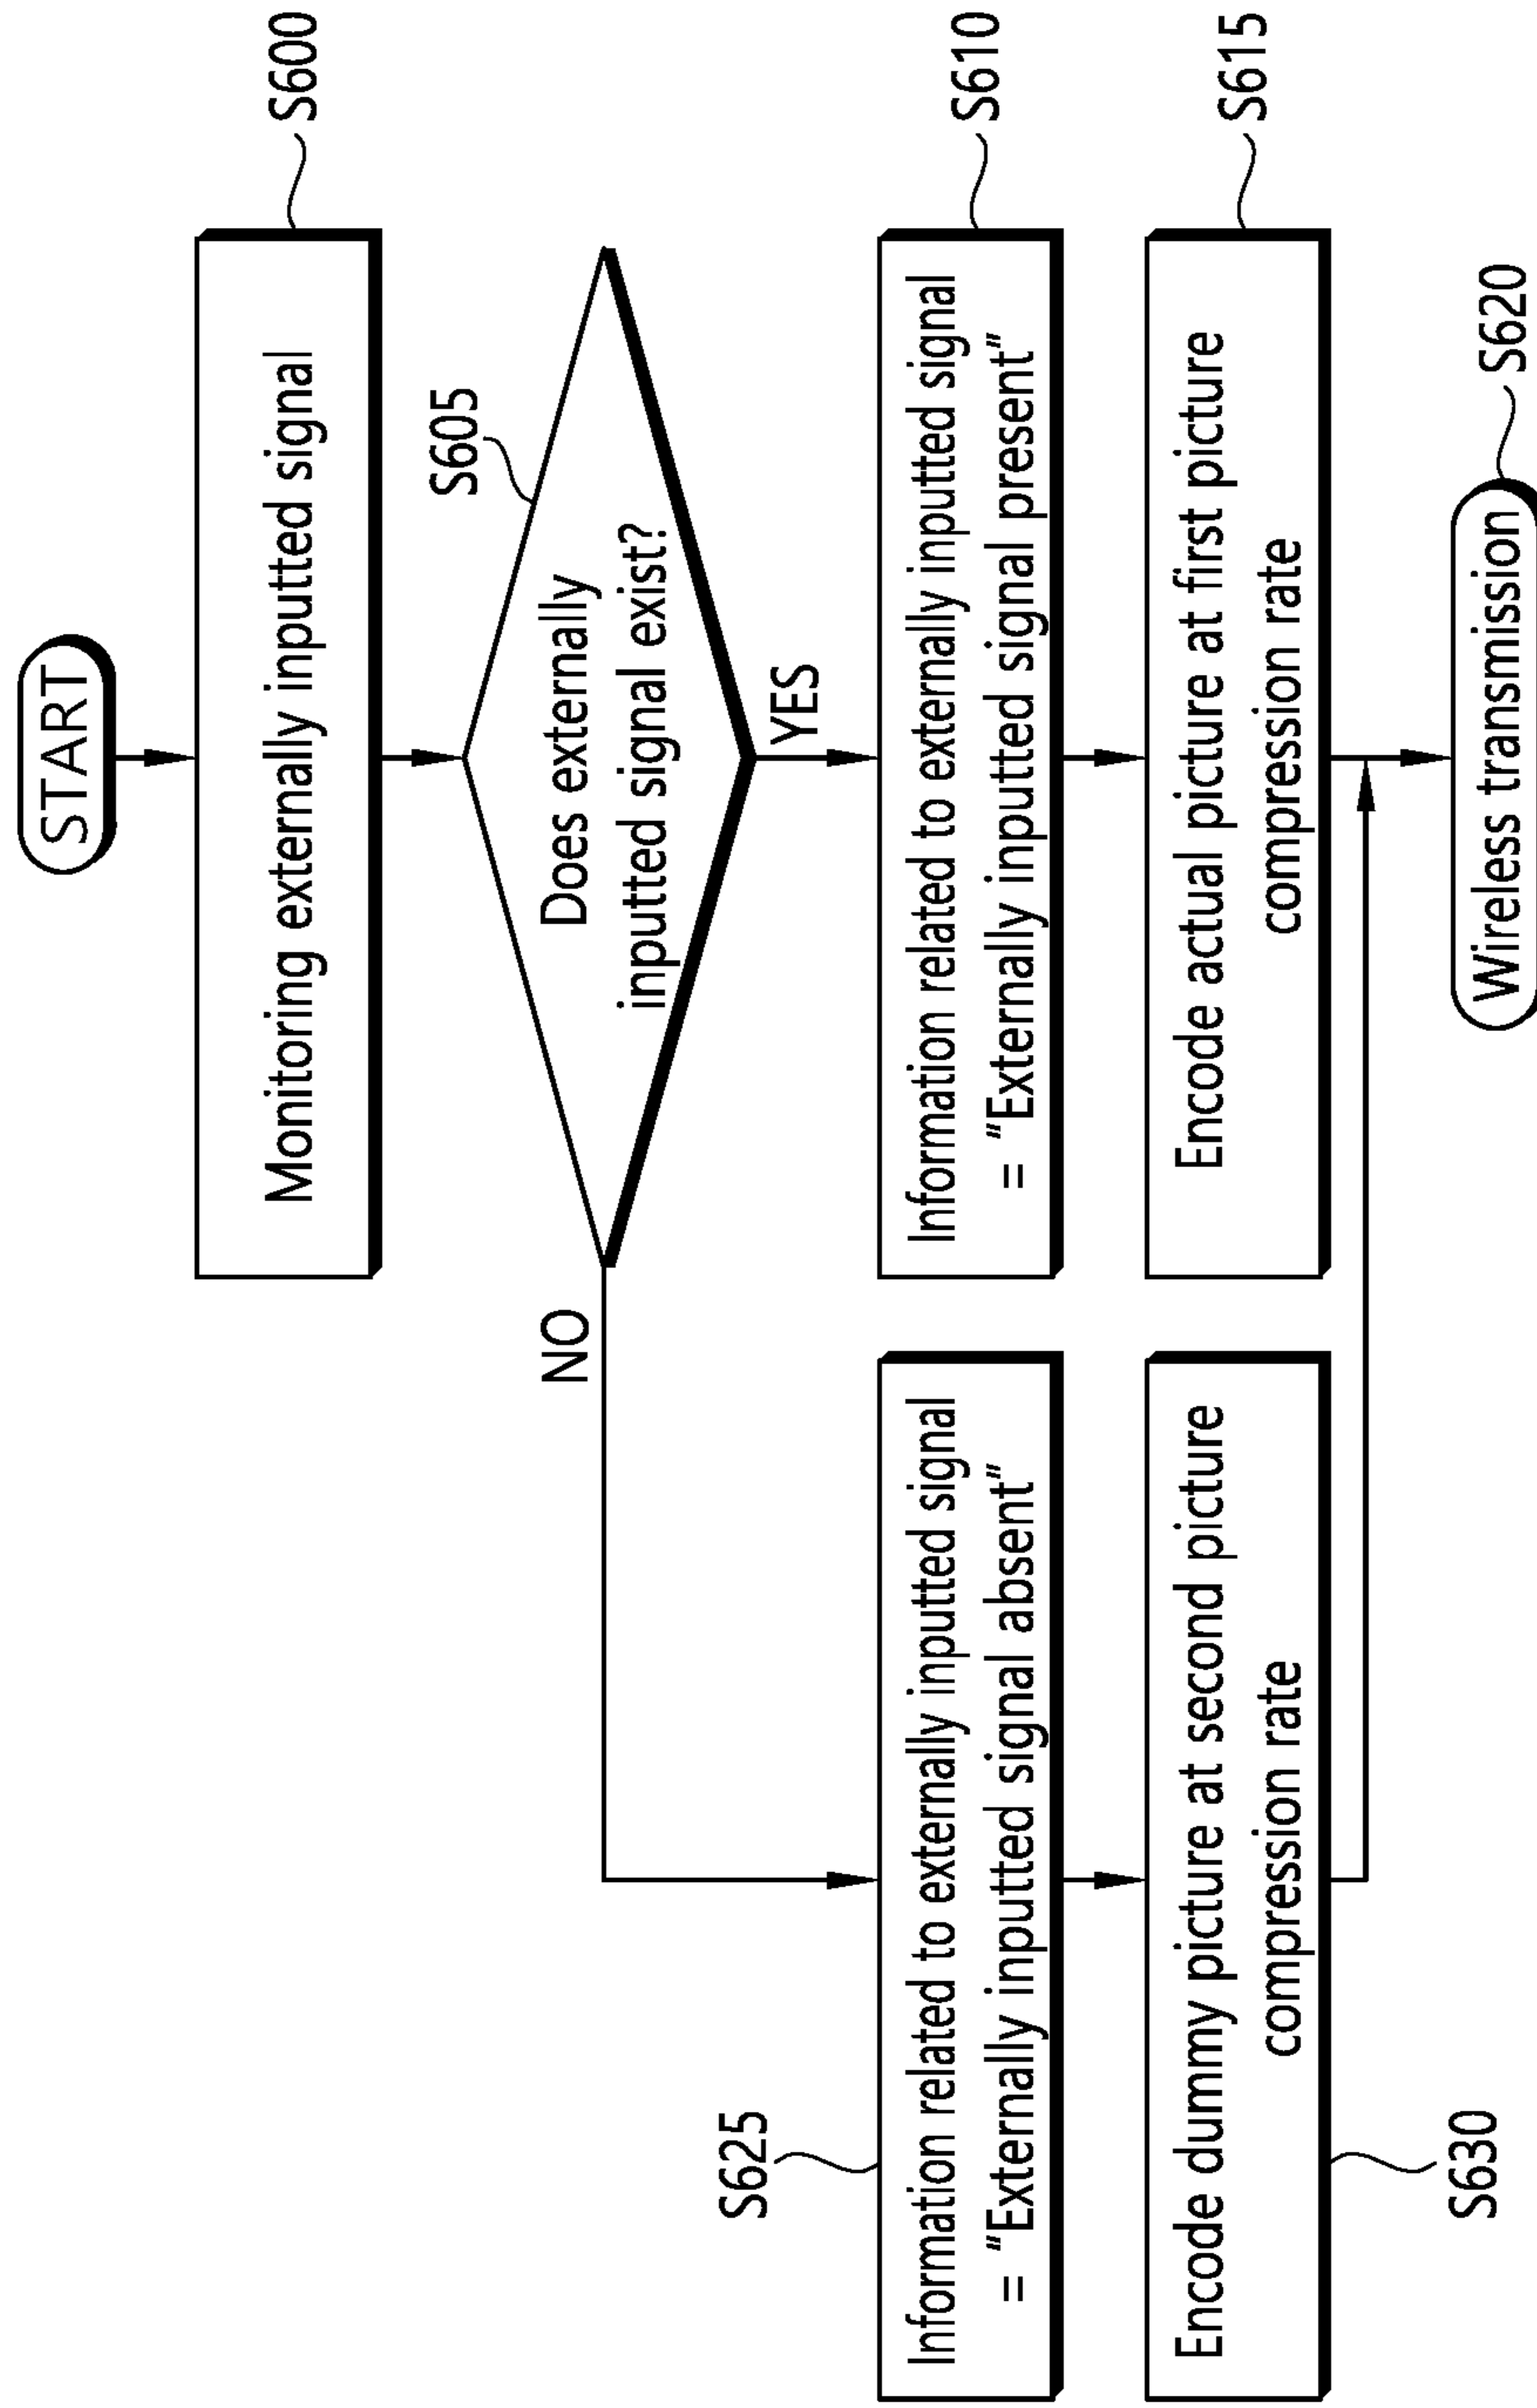 START
Monitoring externally inputted signal
S600
S605
Does externally
inputted signal exist?
NO
YES
Information related to externally inputted signal
= "Externally inputted signal present"
S610
Encode actual picture at first picture
compression rate
S615
S625
Information related to externally inputted signal
= "Externally inputted signal absent"
Encode dummy picture at second picture
compression rate
S630
Wireless transmission
S620